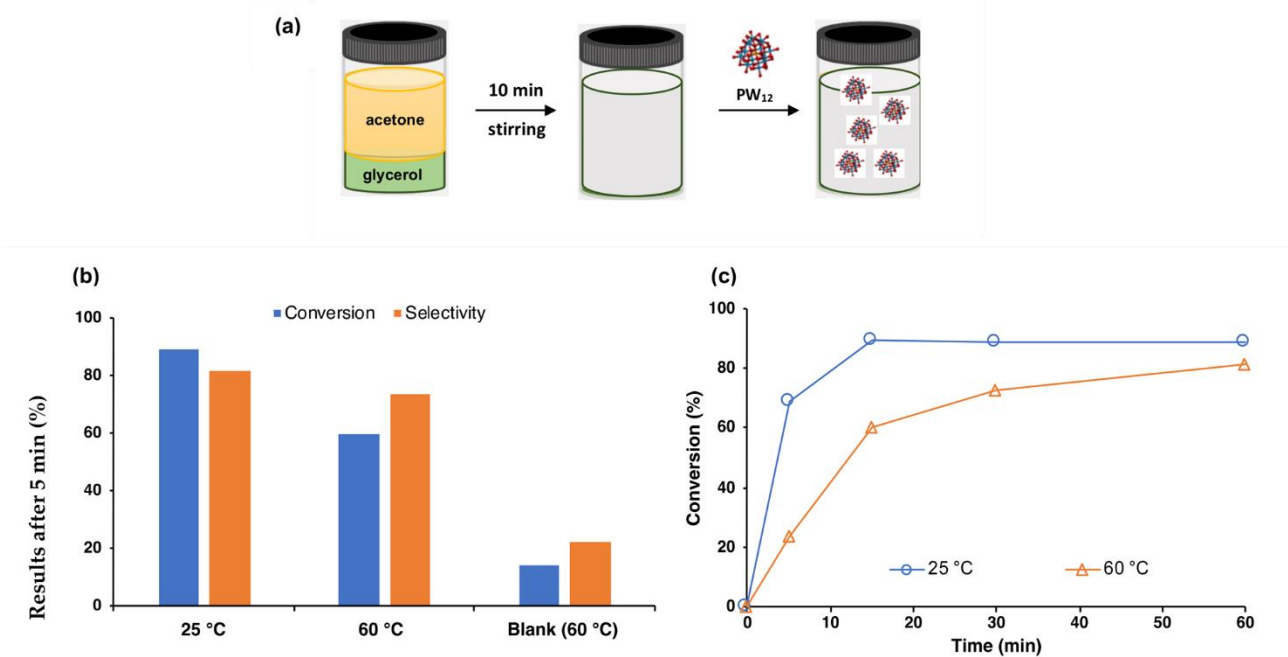 (a)
acetone
glycerol
10 min
stirring
PW₁₂
(b)
Conversion Selectivity
Results after 5 min (%)
100
80
60
40
20
0
25 °C 60 °C Blank (60 °C)
(c)
Conversion (%)
100
80
60
40
20
0
25 °C 60 °C
0 10 20 30 40 50 60
Time (min)